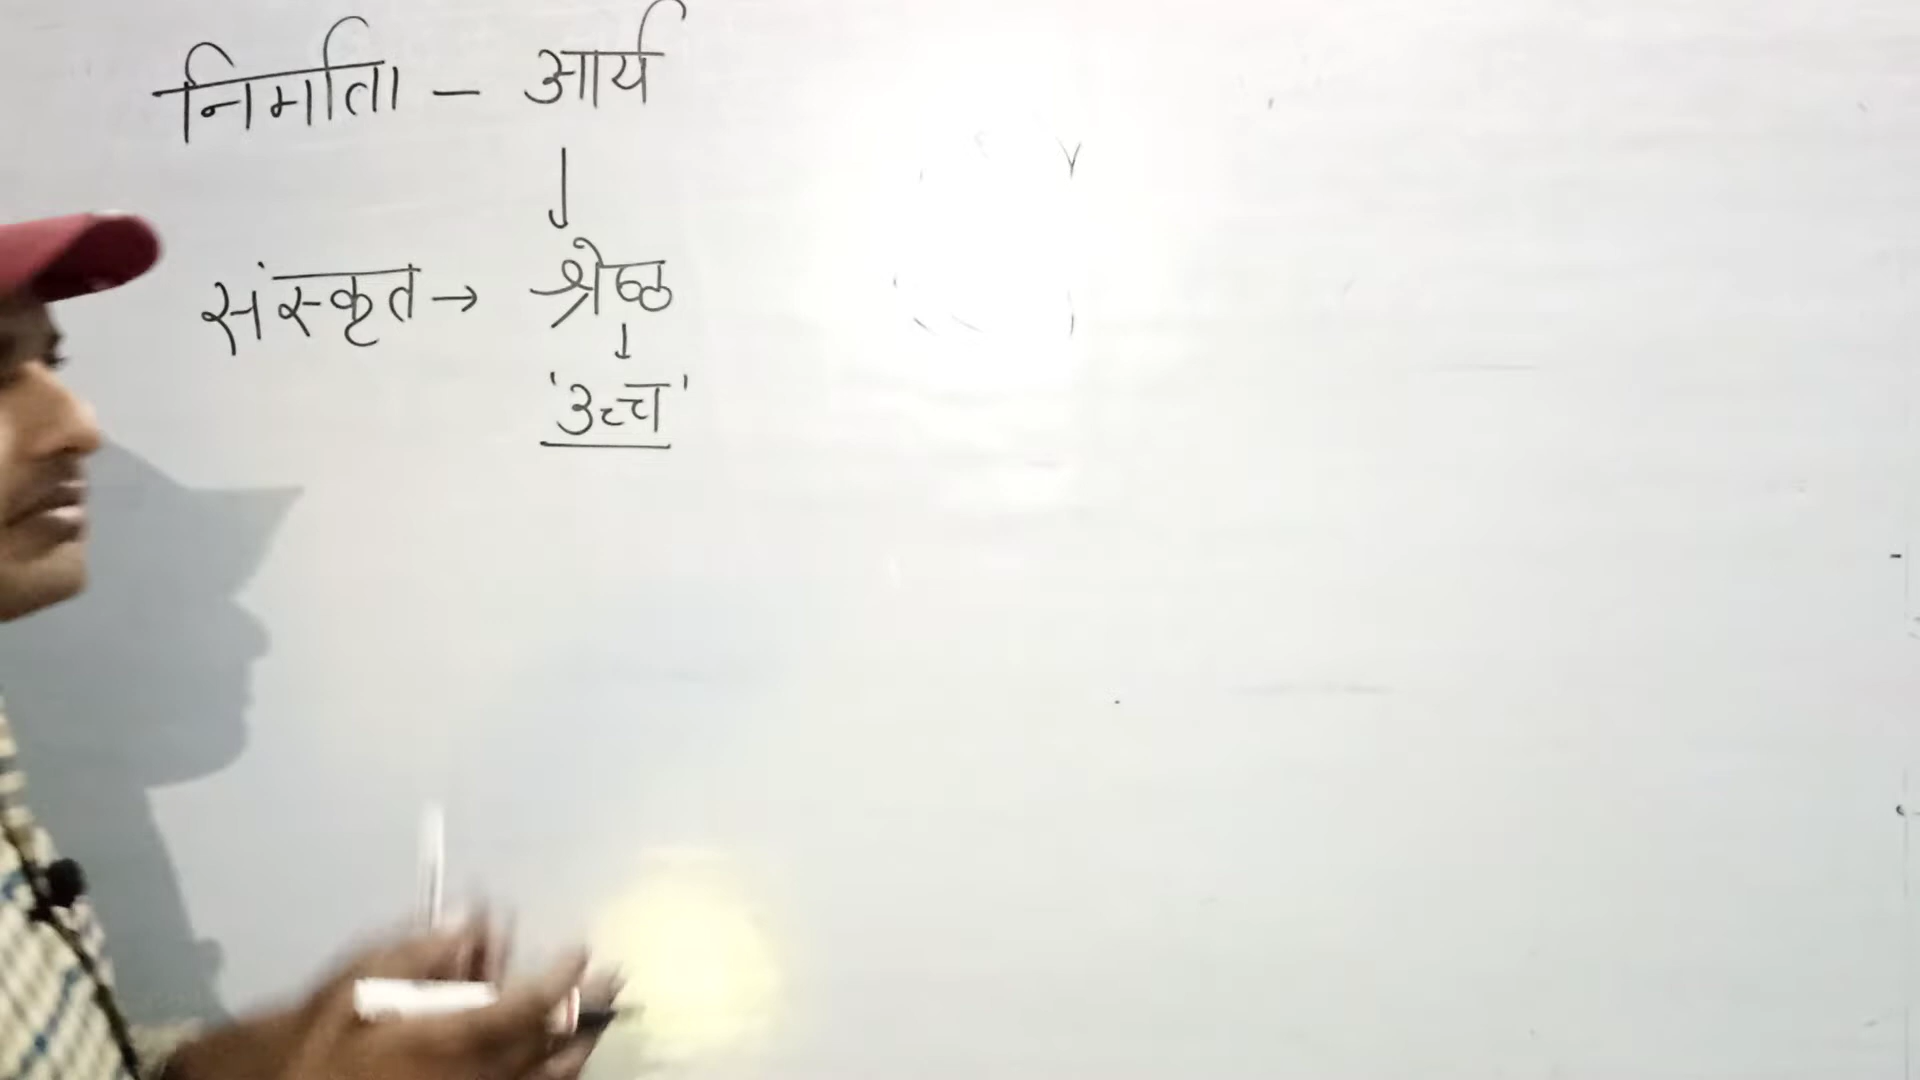 निर्माता - आर्य
↓
संस्कृत → श्रेष्ठ
↓
'उच्च'